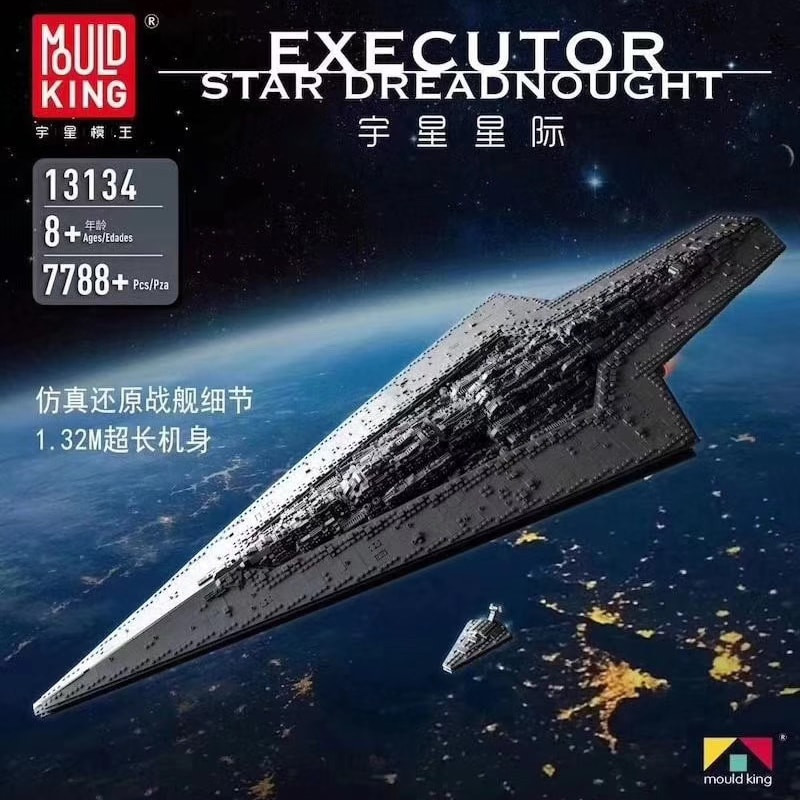 MOULD
KING
®
宇星模王
EXECUTOR
STAR DREADNOUGHT
宇星星际
13134
8+ 年龄 Ages/Edades
7788+ Pcs/Pza
仿真还原战舰细节
1.32M超长机身
mould king
®